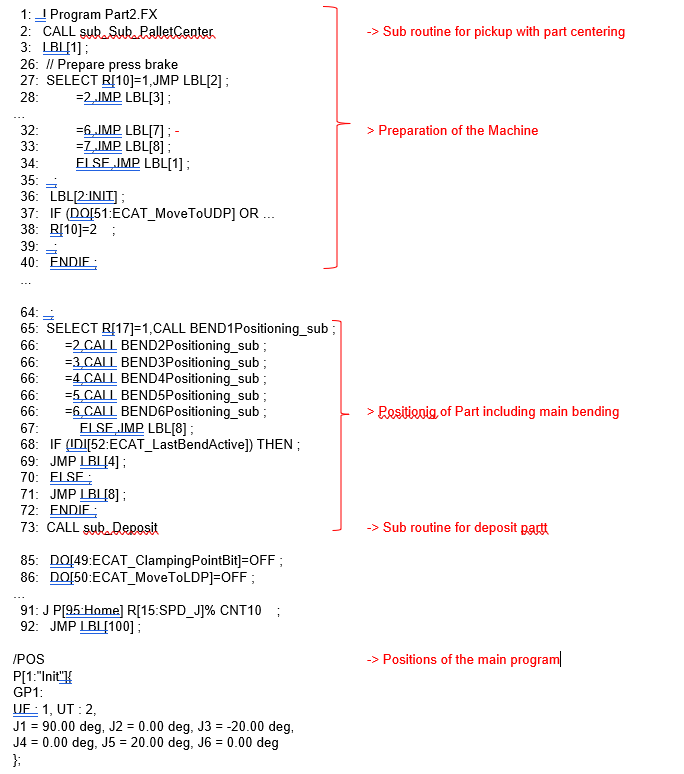 1: ! Program Part2.FX
2: CALL sub_Sub_PalletCenter -> Sub routine for pickup with part centering
3: LBL[1] ;
26: // Prepare press brake
27: SELECT R[10]=1,JMP LBL[2] ;
28: =2,JMP LBL[3] ;
...
32: =6,JMP LBL[7] ; - > Preparation of the Machine
33: =7,JMP LBL[8] ;
34: ELSE,JMP LBL[1] ;
35: ;
36: LBL[2:INIT] ;
37: IF (DO[51:ECAT_MoveToUDP] OR ...
38: R[10]=2 ;
39: ;
40: ENDIF ;
...
64: ;
65: SELECT R[17]=1,CALL BEND1Positioning_sub ;
66: =2,CALL BEND2Positioning_sub ;
66: =3,CALL BEND3Positioning_sub ;
66: =4,CALL BEND4Positioning_sub ;
66: =5,CALL BEND5Positioning_sub ;
66: =6,CALL BEND6Positioning_sub ; > Positionig of Part including main bending
67: ELSE,JMP LBL[8] ;
68: IF (!DI[52:ECAT_LastBendActive]) THEN ;
69: JMP LBL[4] ;
70: ELSE ;
71: JMP LBL[8] ;
72: ENDIF ;
73: CALL sub_Deposit -> Sub routine for deposit partt
85: DO[49:ECAT_ClampingPointBit]=OFF ;
86: DO[50:ECAT_MoveToLDP]=OFF ;
...
91: J P[95:Home] R[15:SPD_J]% CNT10 ;
92: JMP LBL[100] ;
/POS -> Positions of the main program
P[1:"Init"]{
GP1:
UF : 1, UT : 2,
J1 = 90.00 deg, J2 = 0.00 deg, J3 = -20.00 deg,
J4 = 0.00 deg, J5 = 20.00 deg, J6 = 0.00 deg
};